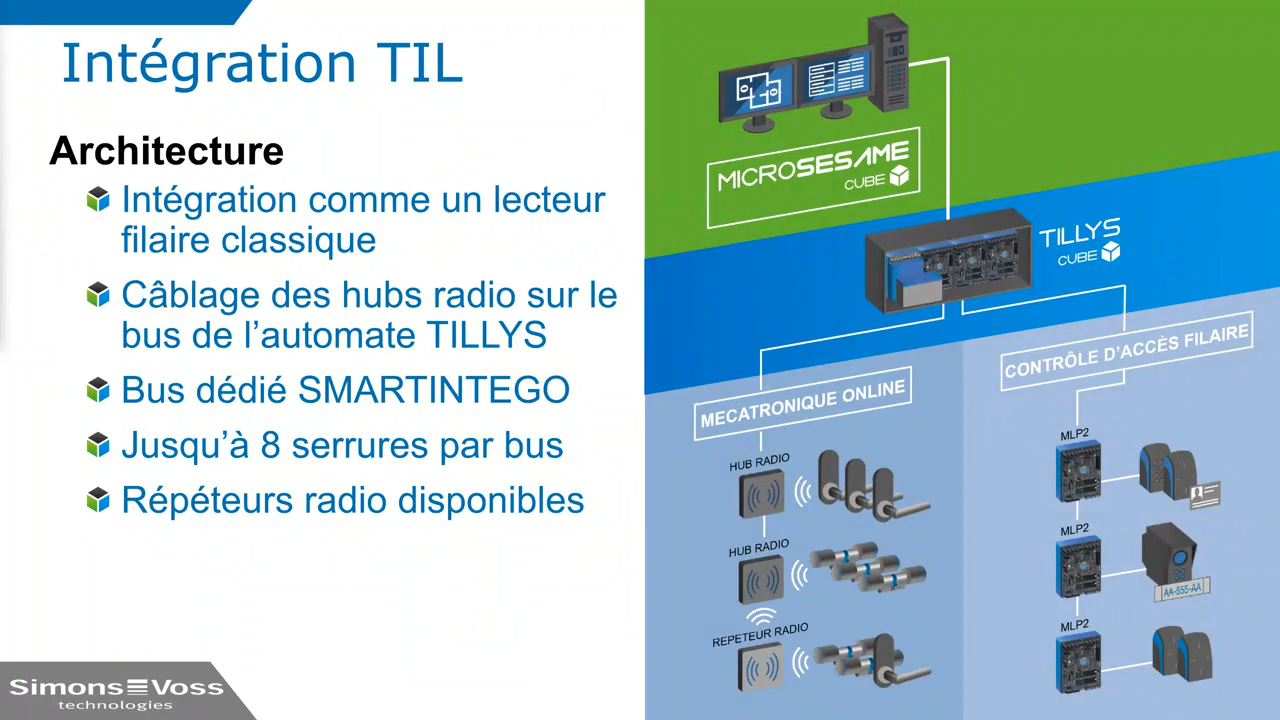 Intégration TIL
Architecture
Intégration comme un lecteur
filaire classique
Câblage des hubs radio sur le
bus de l’automate TILLYS
Bus dédié SMARTINTEGO
Jusqu’à 8 serrures par bus
Répéteurs radio disponibles
SimonsVoss
technologies
MICROSESAME
CUBE
TILLYS
CUBE
MECATRONIQUE ONLINE
HUB RADIO
HUB RADIO
REPETEUR RADIO
CONTRÔLE D’ACCÈS FILAIRE
MLP2
MLP2
AA-555-AA
MLP2